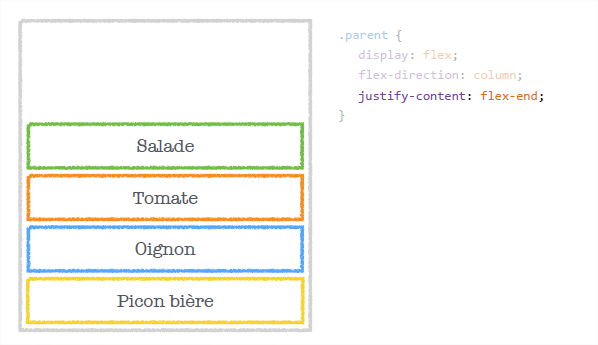 Salade
Tomate
Oignon
Picon bière
.parent {
display: flex;
flex-direction: column;
justify-content: flex-end;
}